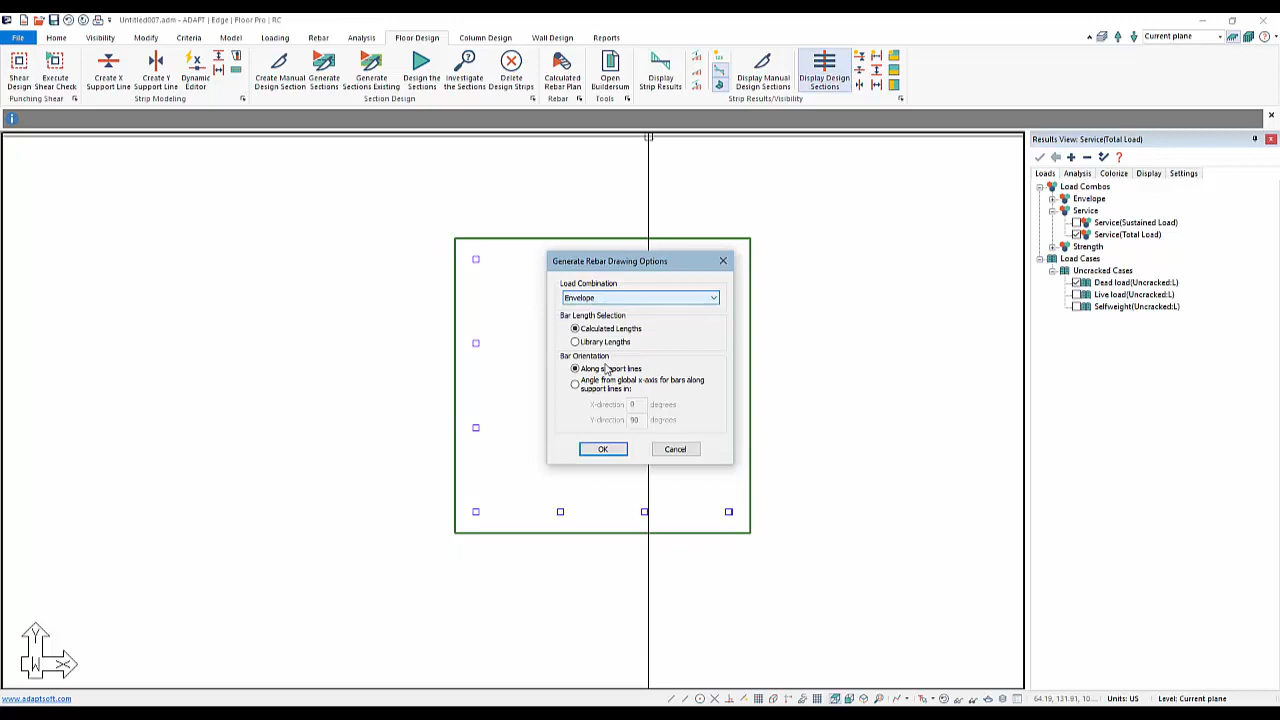 Untitled007.adm - ADAPT | Edge | Floor Pro | RC
File Home Visibility Modify Criteria Model Loading Rebar Analysis Floor Design Column Design Wall Design Reports Current plane
Shear Design Execute Shear Check Create X Support Line Create Y Support Line Dynamic Editor Create Manual Design Section Generate Sections Generate Sections Existing Design the Sections Investigate the Sections Delete Design Strips Calculated Rebar Plan Open Buildersum Display Strip Results Display Manual Design Sections Display Design Sections
Punching Shear Strip Modeling Section Design Rebar Tools Strip Results/Visibility
Results View: Service(Total Load)
Loads Analysis Colorize Display Settings
Load Combos
Envelope
Service
Service(Sustained Load)
Service(Total Load)
Strength
Load Cases
Uncracked Cases
Dead load(Uncracked:L)
Live load(Uncracked:L)
Selfweight(Uncracked:L)
Generate Rebar Drawing Options
Load Combination
Envelope
Bar Length Selection
Calculated Lengths
Library Lengths
Bar Orientation
Along support lines
Angle from global x-axis for bars along
support lines in:
X-direction 0 degrees
Y-direction 90 degrees
OK Cancel
Y
W X
www.adaptsoft.com
64.19, 131.91, 10... Units: US Level: Current plane